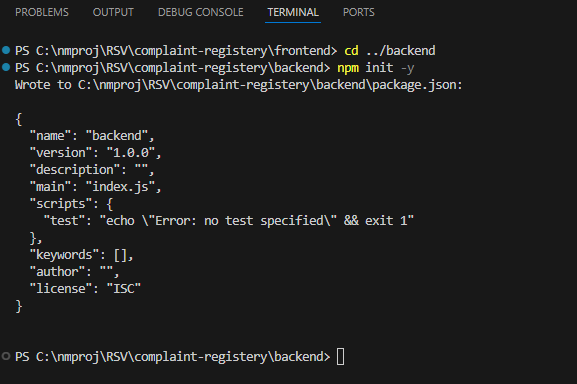 PROBLEMS OUTPUT DEBUG CONSOLE TERMINAL PORTS
PS C:\nmproj\RSV\complaint-registery\frontend> cd ../backend
PS C:\nmproj\RSV\complaint-registery\backend> npm init -y
Wrote to C:\nmproj\RSV\complaint-registery\backend\package.json:
{
"name": "backend",
"version": "1.0.0",
"description": "",
"main": "index.js",
"scripts": {
"test": "echo \"Error: no test specified\" && exit 1"
},
"keywords": [],
"author": "",
"license": "ISC"
}
PS C:\nmproj\RSV\complaint-registery\backend>